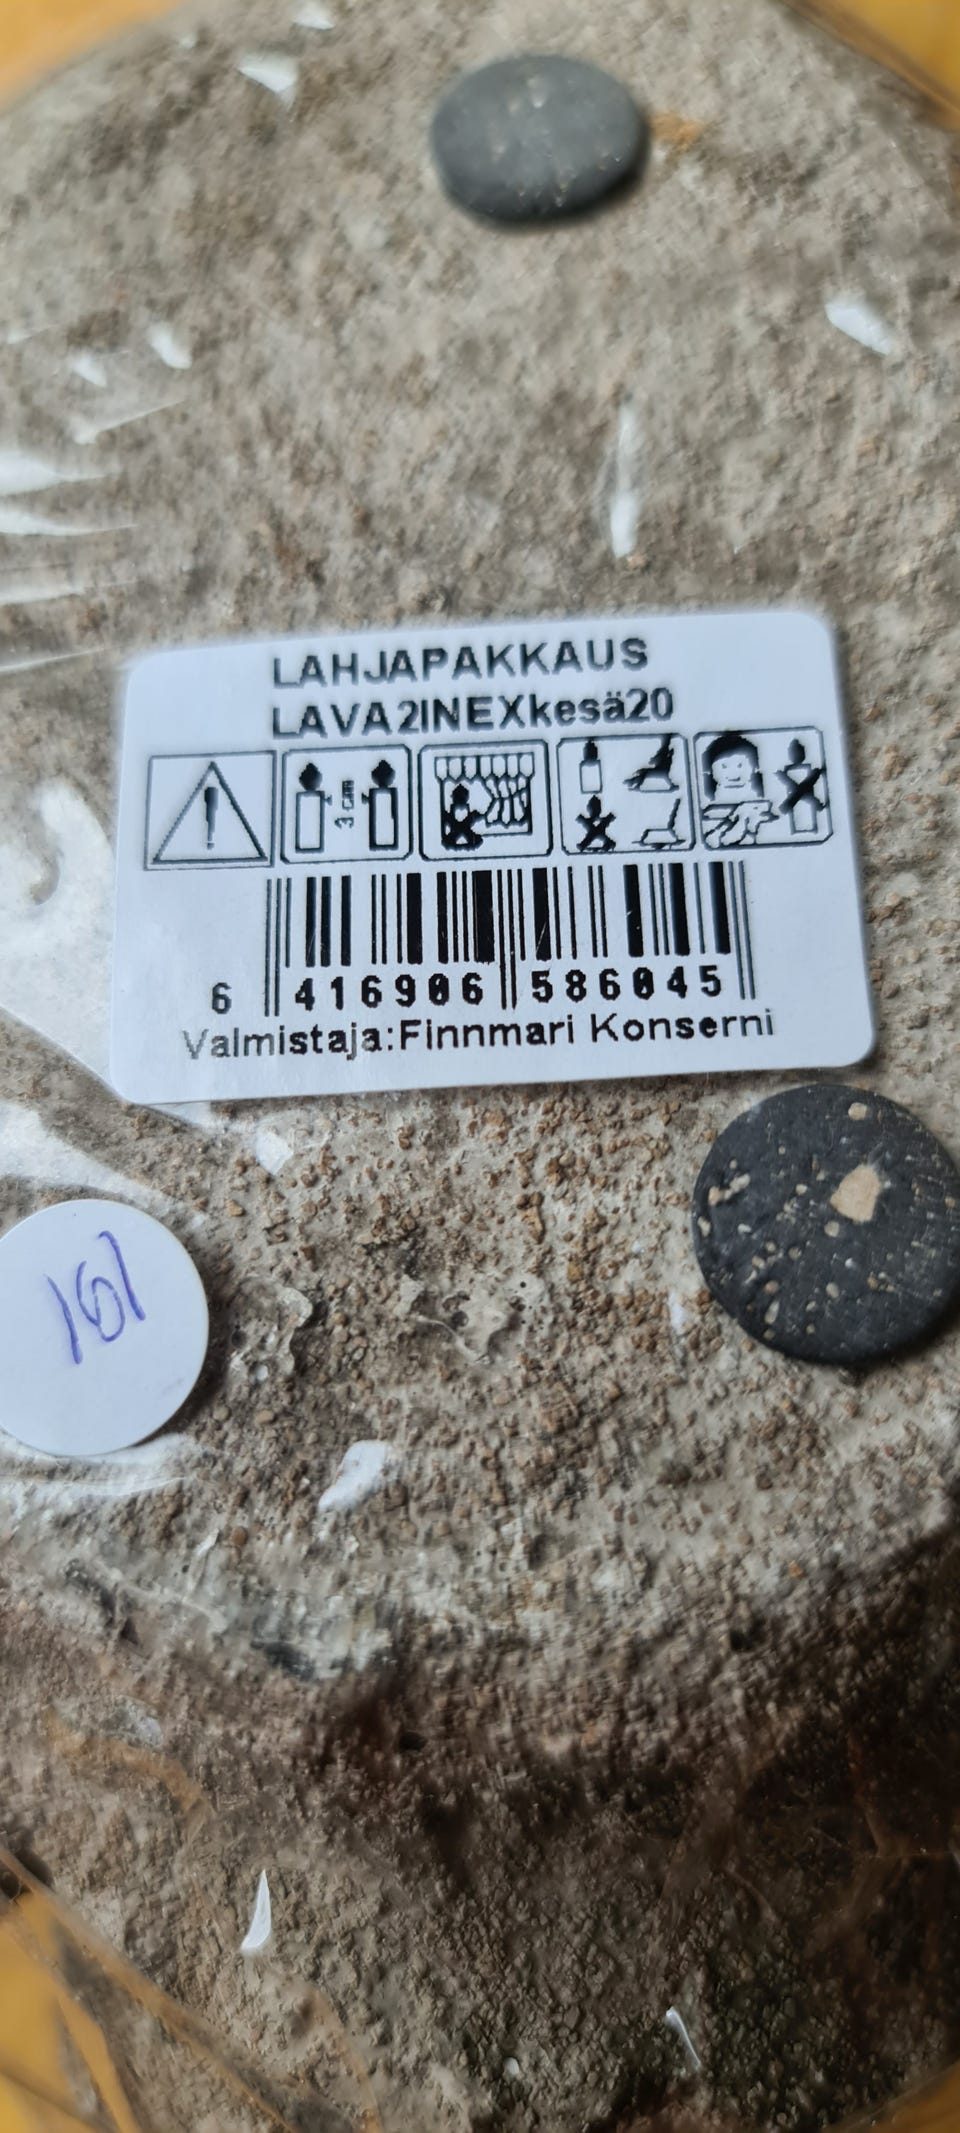 LAHJAPAKKAUS
LAVA2INEXkesä20
3 cm
6 416906 586045
Valmistaja:Finnmari Konserni
161